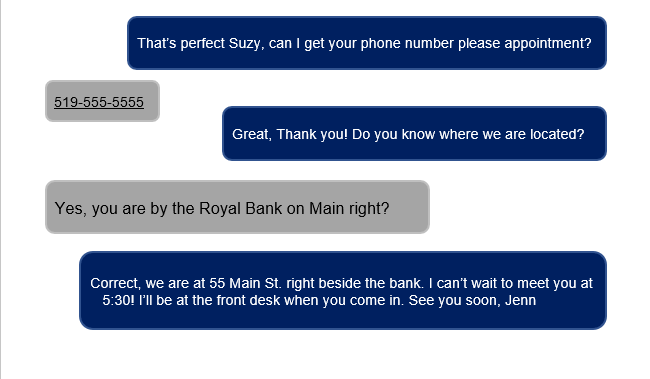 That’s perfect Suzy, can I get your phone number please appointment?
519-555-5555
Great, Thank you! Do you know where we are located?
Yes, you are by the Royal Bank on Main right?
Correct, we are at 55 Main St. right beside the bank. I can’t wait to meet you at
5:30! I’ll be at the front desk when you come in. See you soon, Jenn